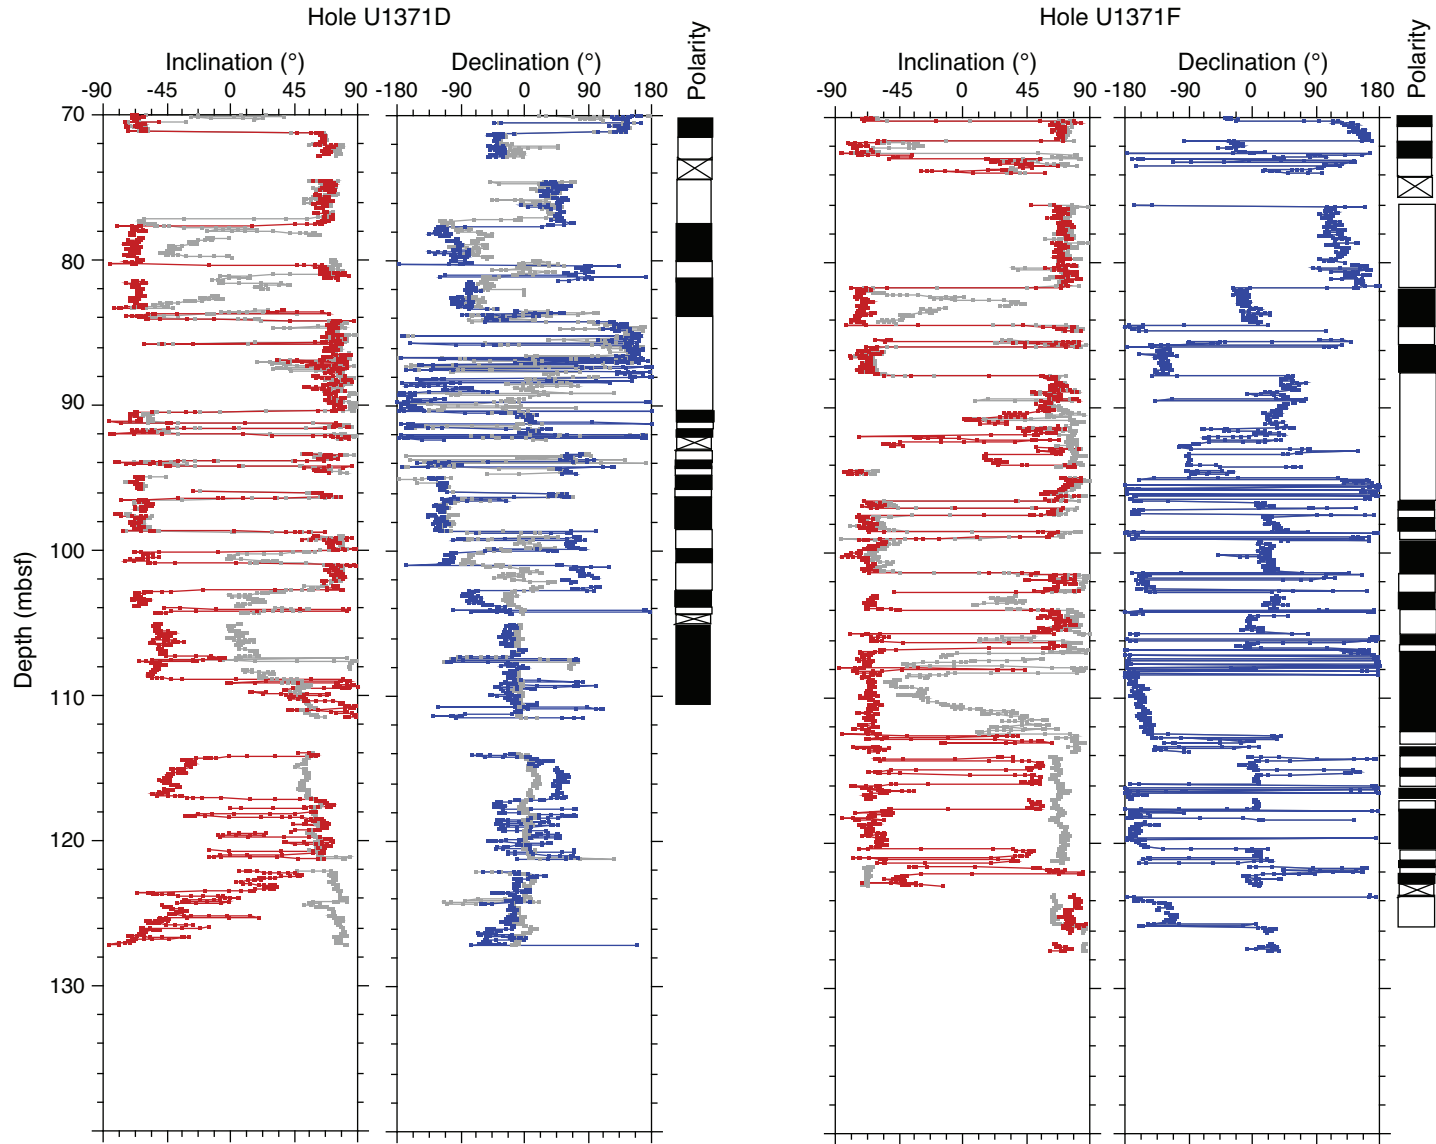 Hole U1371D
Hole U1371F
Inclination (°)
Declination (°)
Polarity
Inclination (°)
Declination (°)
Polarity
-90 -45 0 45 90
-180 -90 0 90 180
-90 -45 0 45 90
-180 -90 0 90 180
70
80
90
100
110
120
130
Depth (mbsf)